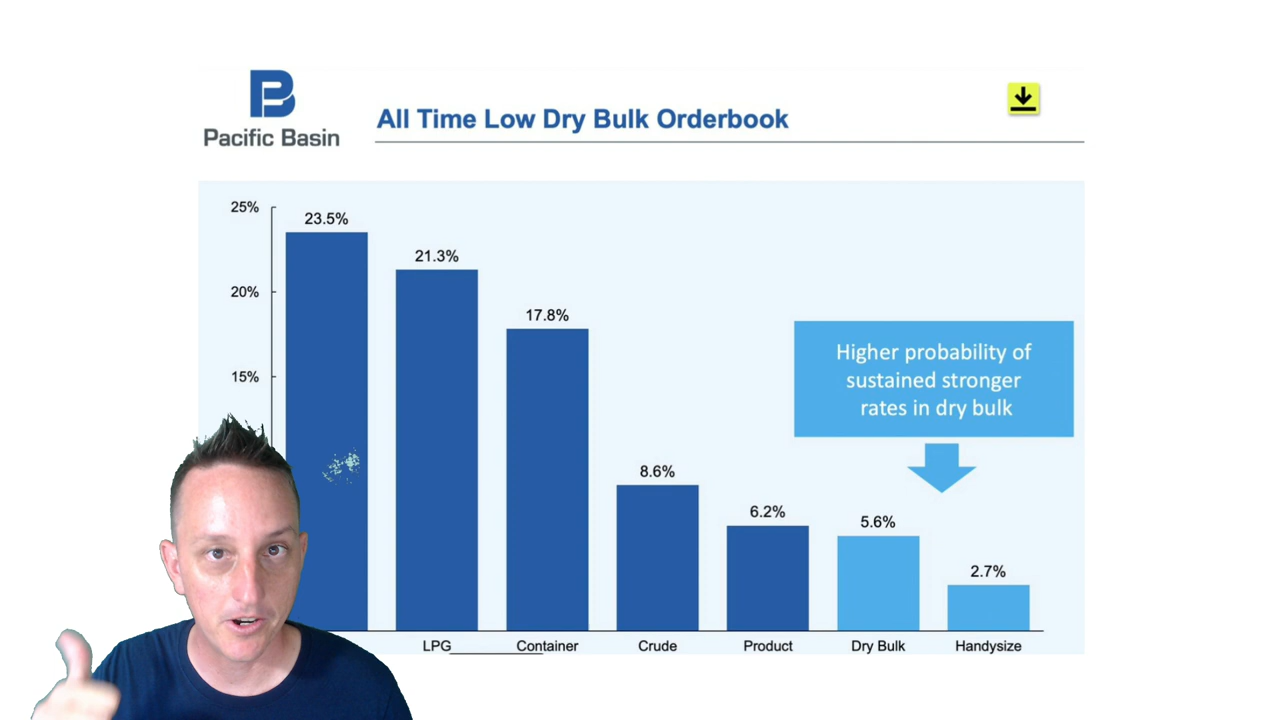 Pacific Basin
All Time Low Dry Bulk Orderbook
25%
20%
15%
23.5%
21.3%
17.8%
8.6%
6.2%
5.6%
2.7%
Higher probability of
sustained stronger
rates in dry bulk
LPG
Container
Crude
Product
Dry Bulk
Handysize